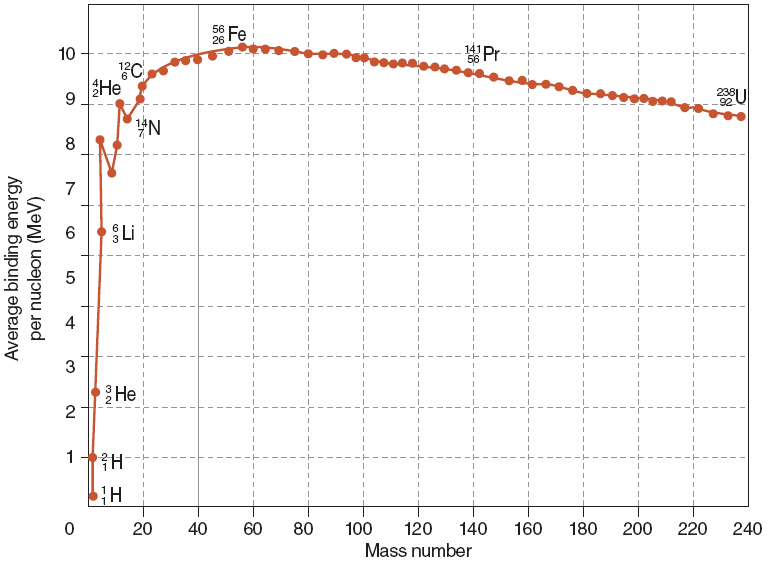 Average binding energy
per nucleon (MeV)
10
9
8
7
6
5
4
3
2
1
0
20
40
60
80
100
120
140
160
180
200
220
240
Mass number
56
26 Fe
12
6 C
4
2 He
14
7 N
6
3 Li
3
2 He
2
1 H
1
1 H
141
56 Pr
238
92 U